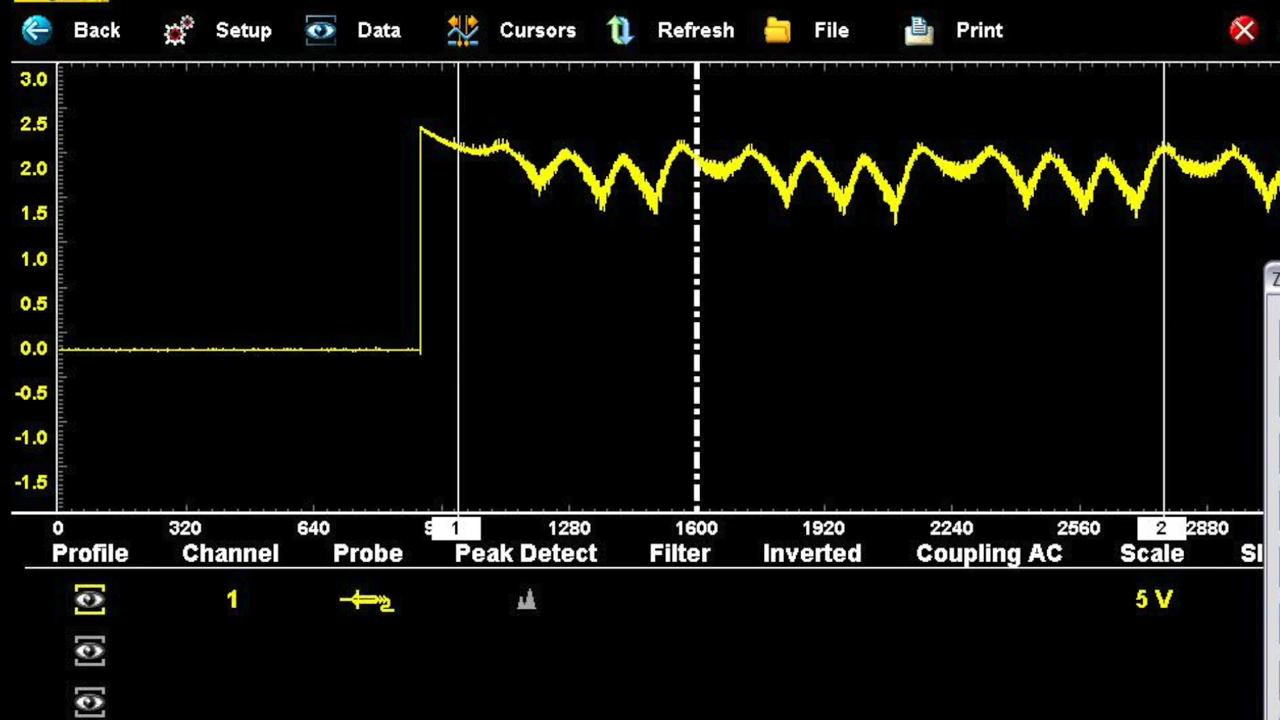 Back Setup Data Cursors Refresh File Print
3.0
2.5
2.0
1.5
1.0
0.5
0.0
-0.5
-1.0
-1.5
0 320 640 1 1280 1600 1920 2240 2560 2 2880
Profile Channel Probe Peak Detect Filter Inverted Coupling AC Scale
1 5 V